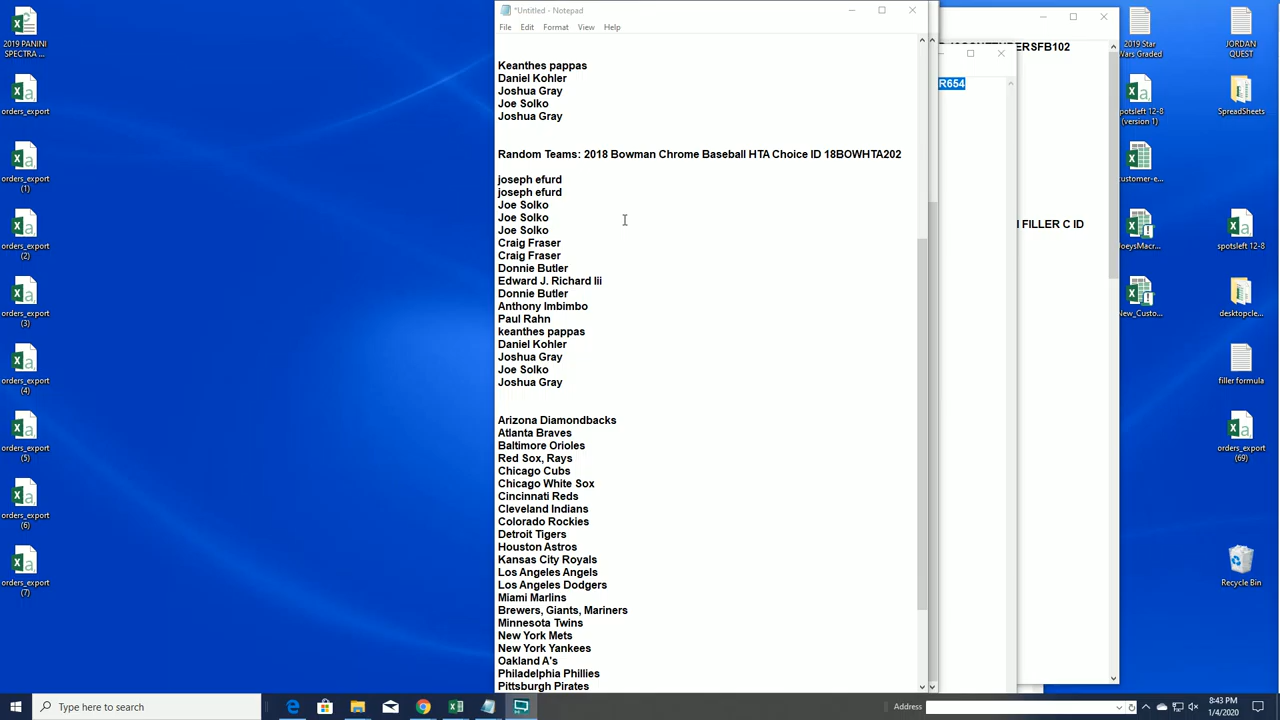 *Untitled - Notepad
File Edit Format View Help
Keanthes pappas
Daniel Kohler
Joshua Gray
Joe Solko
Joshua Gray
Random Teams: 2018 Bowman Chrome Baseball HTA Choice ID 18BOWHTA202
joseph efurd
joseph efurd
Joe Solko
Joe Solko
Joe Solko
Craig Fraser
Craig Fraser
Donnie Butler
Edward J. Richard Iii
Donnie Butler
Anthony Imbimbo
Paul Rahn
keanthes pappas
Daniel Kohler
Joshua Gray
Joe Solko
Joshua Gray
Arizona Diamondbacks
Atlanta Braves
Baltimore Orioles
Red Sox, Rays
Chicago Cubs
Chicago White Sox
Cincinnati Reds
Cleveland Indians
Colorado Rockies
Detroit Tigers
Houston Astros
Kansas City Royals
Los Angeles Angels
Los Angeles Dodgers
Miami Marlins
Brewers, Giants, Mariners
Minnesota Twins
New York Mets
New York Yankees
Oakland A's
Philadelphia Phillies
Pittsburgh Pirates
R654
ERSFB102
FILLER C ID
2019 PANINI
SPECTRA ...
orders_export
orders_export
(1)
orders_export
(2)
orders_export
(3)
orders_export
(4)
orders_export
(5)
orders_export
(6)
orders_export
(7)
2019 Star
Wars Graded
spotsleft 12-8
(version 1)
customer-e...
oeysMacr...
New_Custo...
JORDAN
QUEST
SpreadSheets
spotsleft 12-8
desktopcle...
filler formula
orders_export
(69)
Recycle Bin
Type here to search
Address
8:43 PM
1/4/2020